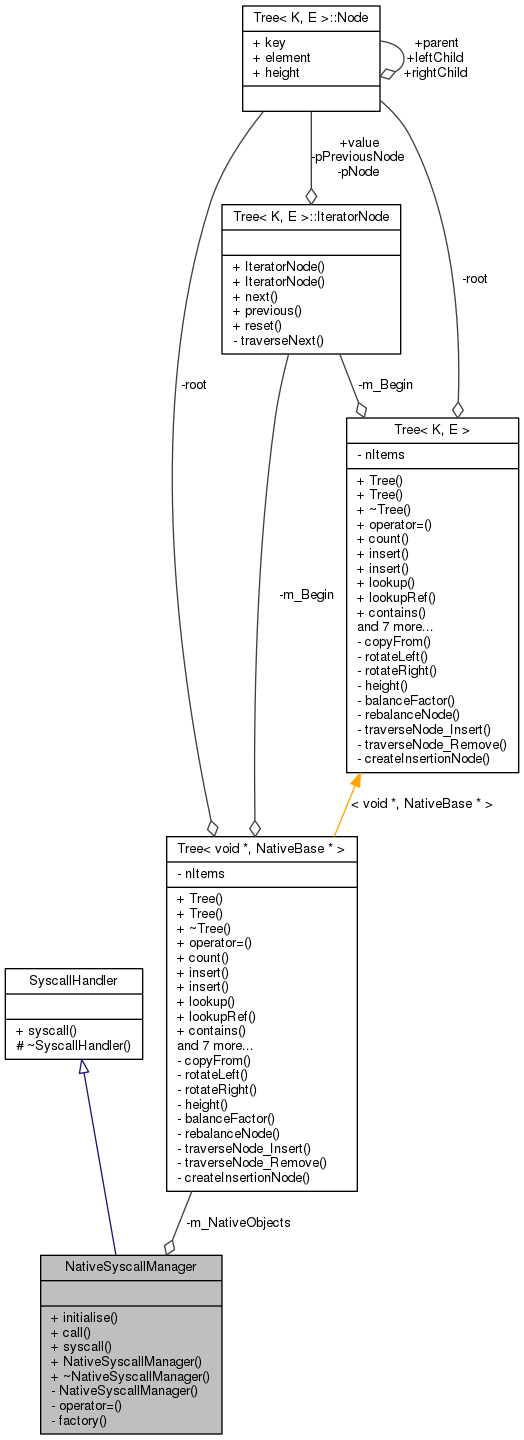 Tree< K, E >::Node
+ key
+ element
+ height
+parent
+leftChild
+rightChild
+value
-pPreviousNode
-pNode
Tree< K, E >::IteratorNode
+ IteratorNode()
+ IteratorNode()
+ next()
+ previous()
+ reset()
- traverseNext()
-root
-root
-m_Begin
Tree< K, E >
- nItems
+ Tree()
+ Tree()
+ ~Tree()
+ operator=()
+ count()
+ insert()
+ insert()
+ lookup()
+ lookupRef()
+ contains()
and 7 more...
- copyFrom()
- rotateLeft()
- rotateRight()
- height()
- balanceFactor()
- rebalanceNode()
- traverseNode_Insert()
- traverseNode_Remove()
- createInsertionNode()
-m_Begin
< void *, NativeBase * >
Tree< void *, NativeBase * >
- nItems
+ Tree()
+ Tree()
+ ~Tree()
+ operator=()
+ count()
+ insert()
+ insert()
+ lookup()
+ lookupRef()
+ contains()
and 7 more...
- copyFrom()
- rotateLeft()
- rotateRight()
- height()
- balanceFactor()
- rebalanceNode()
- traverseNode_Insert()
- traverseNode_Remove()
- createInsertionNode()
SyscallHandler
+ syscall()
# ~SyscallHandler()
-m_NativeObjects
NativeSyscallManager
+ initialise()
+ call()
+ syscall()
+ NativeSyscallManager()
+ ~NativeSyscallManager()
- NativeSyscallManager()
- operator=()
- factory()